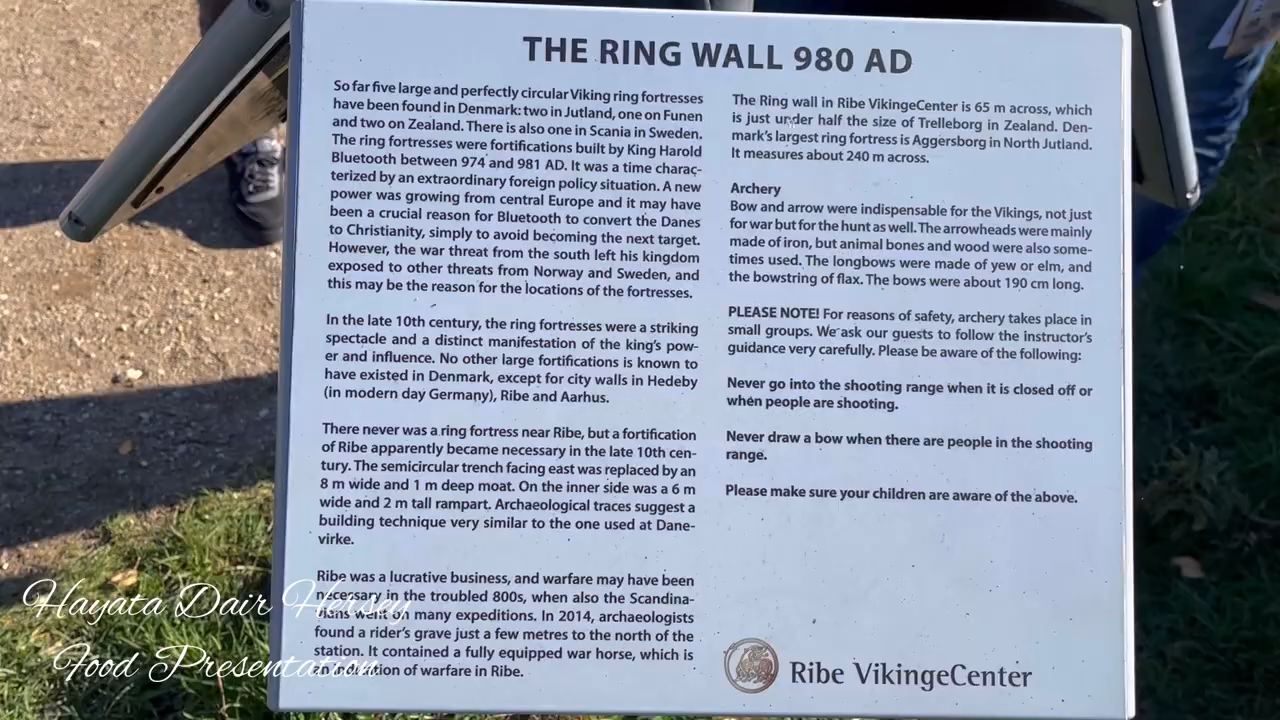 THE RING WALL 980 AD
So far five large and perfectly circular Viking ring fortresses
have been found in Denmark: two in Jutland, one on Funen
and two on Zealand. There is also one in Scania in Sweden.
The ring fortresses were fortifications built by King Harold
Bluetooth between 974 and 981 AD. It was a time charac-
terized by an extraordinary foreign policy situation. A new
power was growing from central Europe and it may have
been a crucial reason for Bluetooth to convert the Danes
to Christianity, simply to avoid becoming the next target.
However, the war threat from the south left his kingdom
exposed to other threats from Norway and Sweden, and
this may be the reason for the locations of the fortresses.
In the late 10th century, the ring fortresses were a striking
spectacle and a distinct manifestation of the king's pow-
er and influence. No other large fortifications is known to
have existed in Denmark, except for city walls in Hedeby
(in modern day Germany), Ribe and Aarhus.
There never was a ring fortress near Ribe, but a fortification
of Ribe apparently became necessary in the late 10th cen-
tury. The semicircular trench facing east was replaced by an
8 m wide and 1 m deep moat. On the inner side was a 6 m
wide and 2 m tall rampart. Archaeological traces suggest a
building technique very similar to the one used at Dane-
virke.
Ribe was a lucrative business, and warfare may have been
necessary in the troubled 800s, when also the Scandina-
vians went on many expeditions. In 2014, archaeologists
found a rider's grave just a few metres to the north of the
station. It contained a fully equipped war horse, which is
an indication of warfare in Ribe.
The Ring wall in Ribe VikingeCenter is 65 m across, which
is just under half the size of Trelleborg in Zealand. Den-
mark's largest ring fortress is Aggersborg in North Jutland.
It measures about 240 m across.
Archery
Bow and arrow were indispensable for the Vikings, not just
for war but for the hunt as well. The arrowheads were mainly
made of iron, but animal bones and wood were also some-
times used. The longbows were made of yew or elm, and
the bowstring of flax. The bows were about 190 cm long.
PLEASE NOTE! For reasons of safety, archery takes place in
small groups. We ask our guests to follow the instructor's
guidance very carefully. Please be aware of the following:
Never go into the shooting range when it is closed off or
when people are shooting.
Never draw a bow when there are people in the shooting
range.
Please make sure your children are aware of the above.
Ribe VikingeCenter
Hayata Dair Herşey
Food Presentation